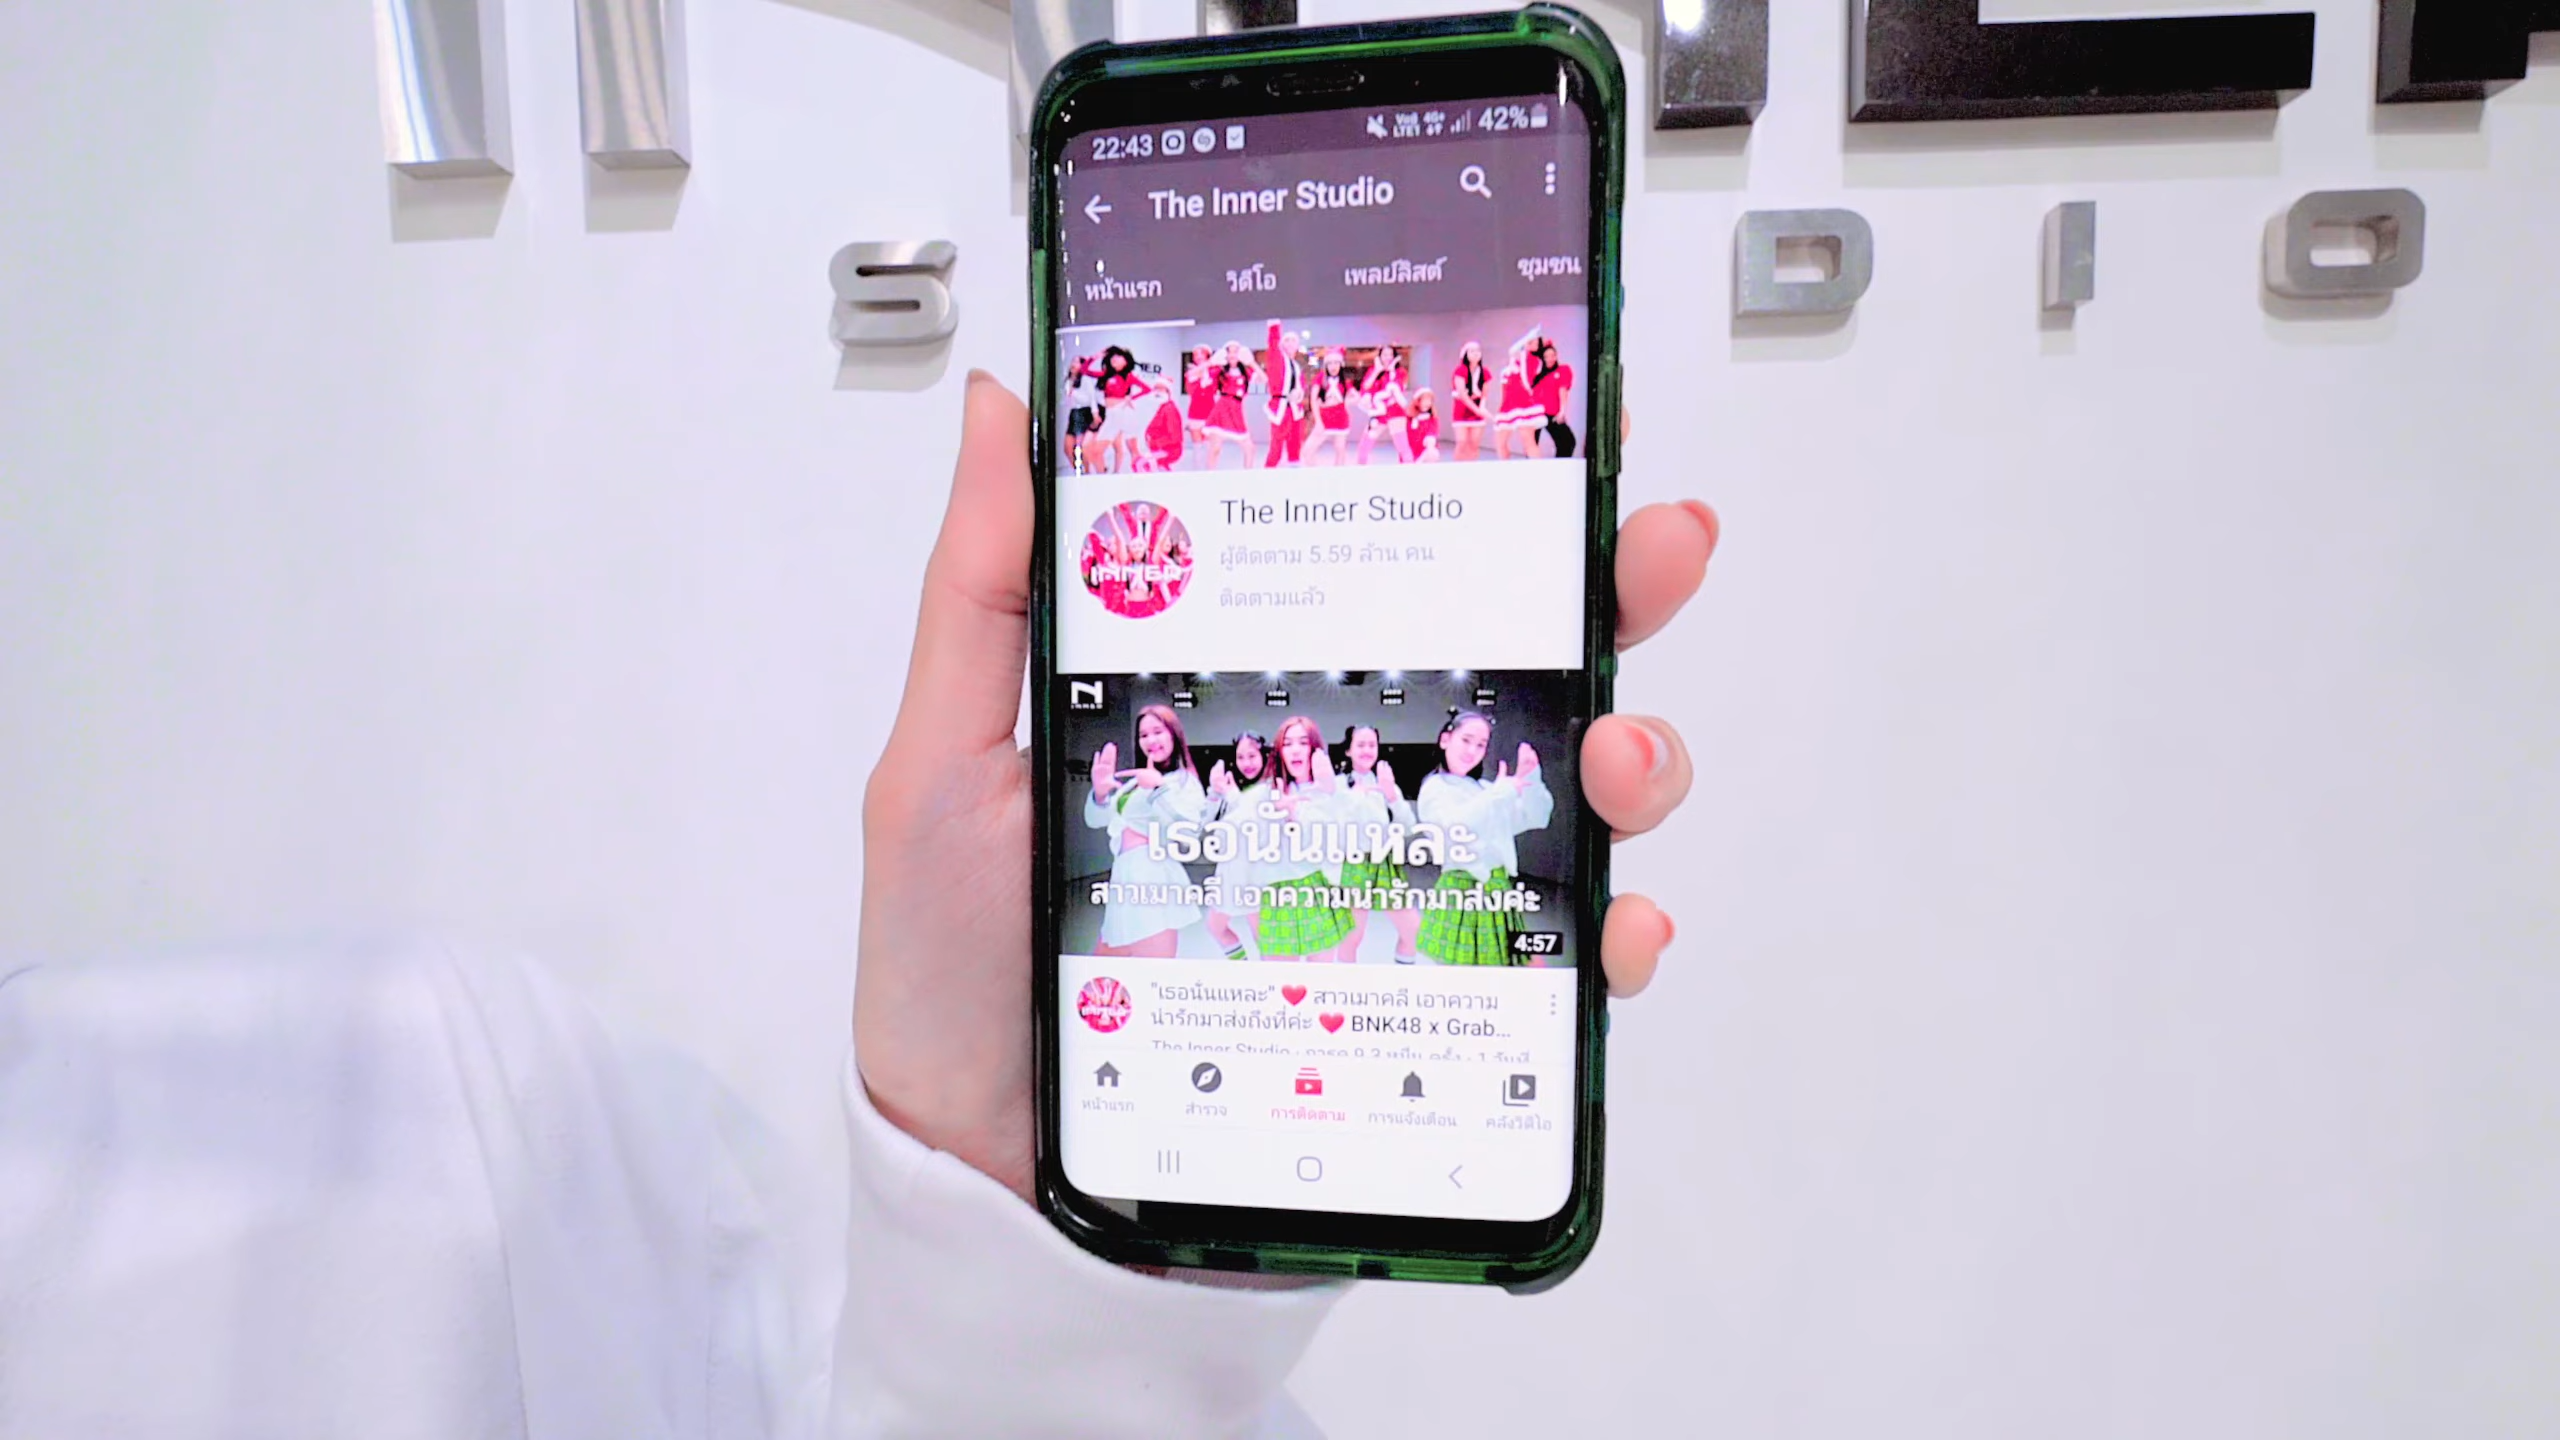 S D I O
22:43 42%
The Inner Studio
หน้าแรก วิดีโอ เพลย์ลิสต์ ชุมชน
The Inner Studio
ผู้ติดตาม 5.59 ล้าน คน
ติดตามแล้ว
INNER
เธอนั่นแหละ
สาวเมาคลี เอาความน่ารักมาส่งค่ะ
4:57
"เธอนั่นแหละ" ❤ สาวเมาคลี เอาความ
น่ารักมาส่งถึงที่ค่ะ ❤ BNK48 x Grab...
The Inner Studio
หน้าแรก สำรวจ การติดตาม การแจ้งเตือน คลังวิดีโอ